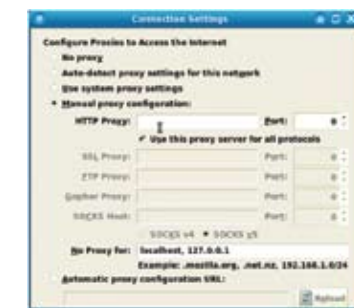 Connection Settings
Configure Proxies to Access the Internet
No proxy
Auto-detect proxy settings for this network
Use system proxy settings
Manual proxy configuration:
HTTP Proxy: Port: 0
Use this proxy server for all protocols
SSL Proxy: Port: 0
FTP Proxy: Port: 0
Gopher Proxy: Port: 0
SOCKS Host: Port: 0
SOCKS v4 SOCKS v5
No Proxy for: localhost, 127.0.0.1
Example: .mozilla.org, .net.nz, 192.168.1.0/24
Automatic proxy configuration URL:
Reload